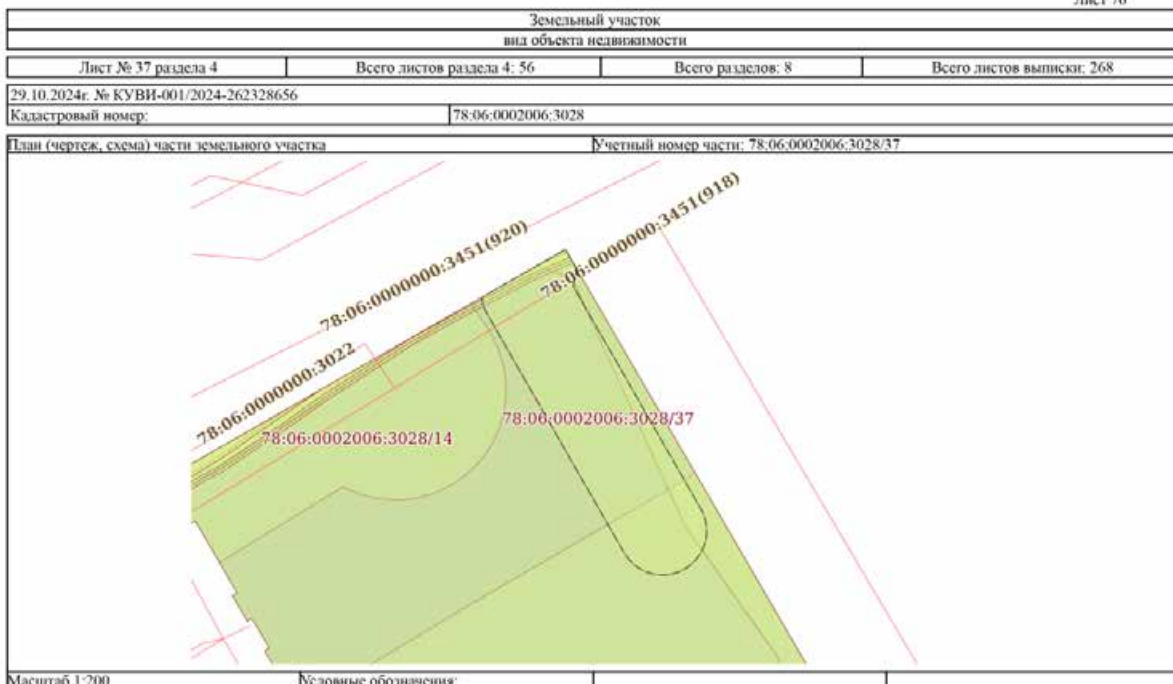 Лист 76
Земельный участок
вид объекта недвижимости
Лист № 37 раздела 4 Всего листов раздела 4: 56 Всего разделов: 8 Всего листов выписки: 268
29.10.2024г. № КУВИ-001/2024-262328656
Кадастровый номер: 78:06:0002006:3028
План (чертеж, схема) части земельного участка Учетный номер части: 78:06:0002006:3028/37
78:06:0000000:3451(918)
78:06:0000000:3451(920)
78:06:0000000:3022
78:06:0002006:3028/37
78:06:0002006:3028/14
Масштаб 1:200 Условные обозначения: